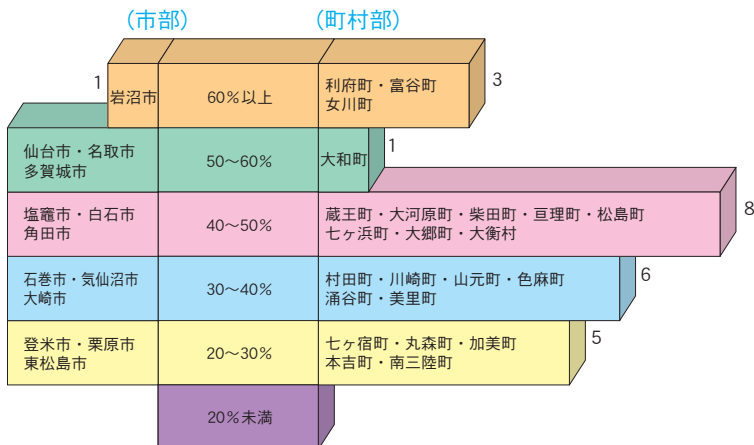 （市部）
（町村部）
1
岩沼市
60％以上
利府町・富谷町
女川町
3
仙台市・名取市
多賀城市
50～60％
大和町
1
塩竈市・白石市
角田市
40～50％
蔵王町・大河原町・柴田町・亘理町・松島町
七ヶ浜町・大郷町・大衡村
8
石巻市・気仙沼市
大崎市
30～40％
村田町・川崎町・山元町・色麻町
涌谷町・美里町
6
登米市・栗原市
東松島市
20～30％
七ヶ宿町・丸森町・加美町
本吉町・南三陸町
5
20％未満